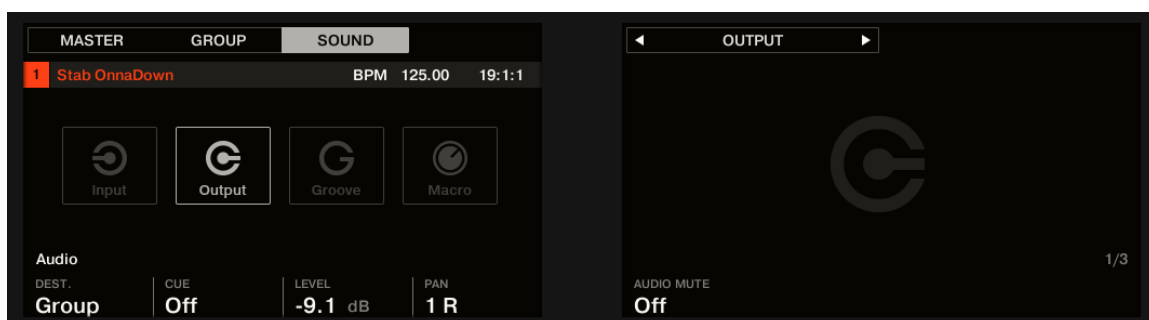 MASTER GROUP SOUND
1 Stab OnnaDown BPM 125.00 19:1:1
Input Output Groove Macro
Audio
DEST. CUE LEVEL PAN
Group Off -9.1 dB 1 R
OUTPUT
1/3
AUDIO MUTE
Off